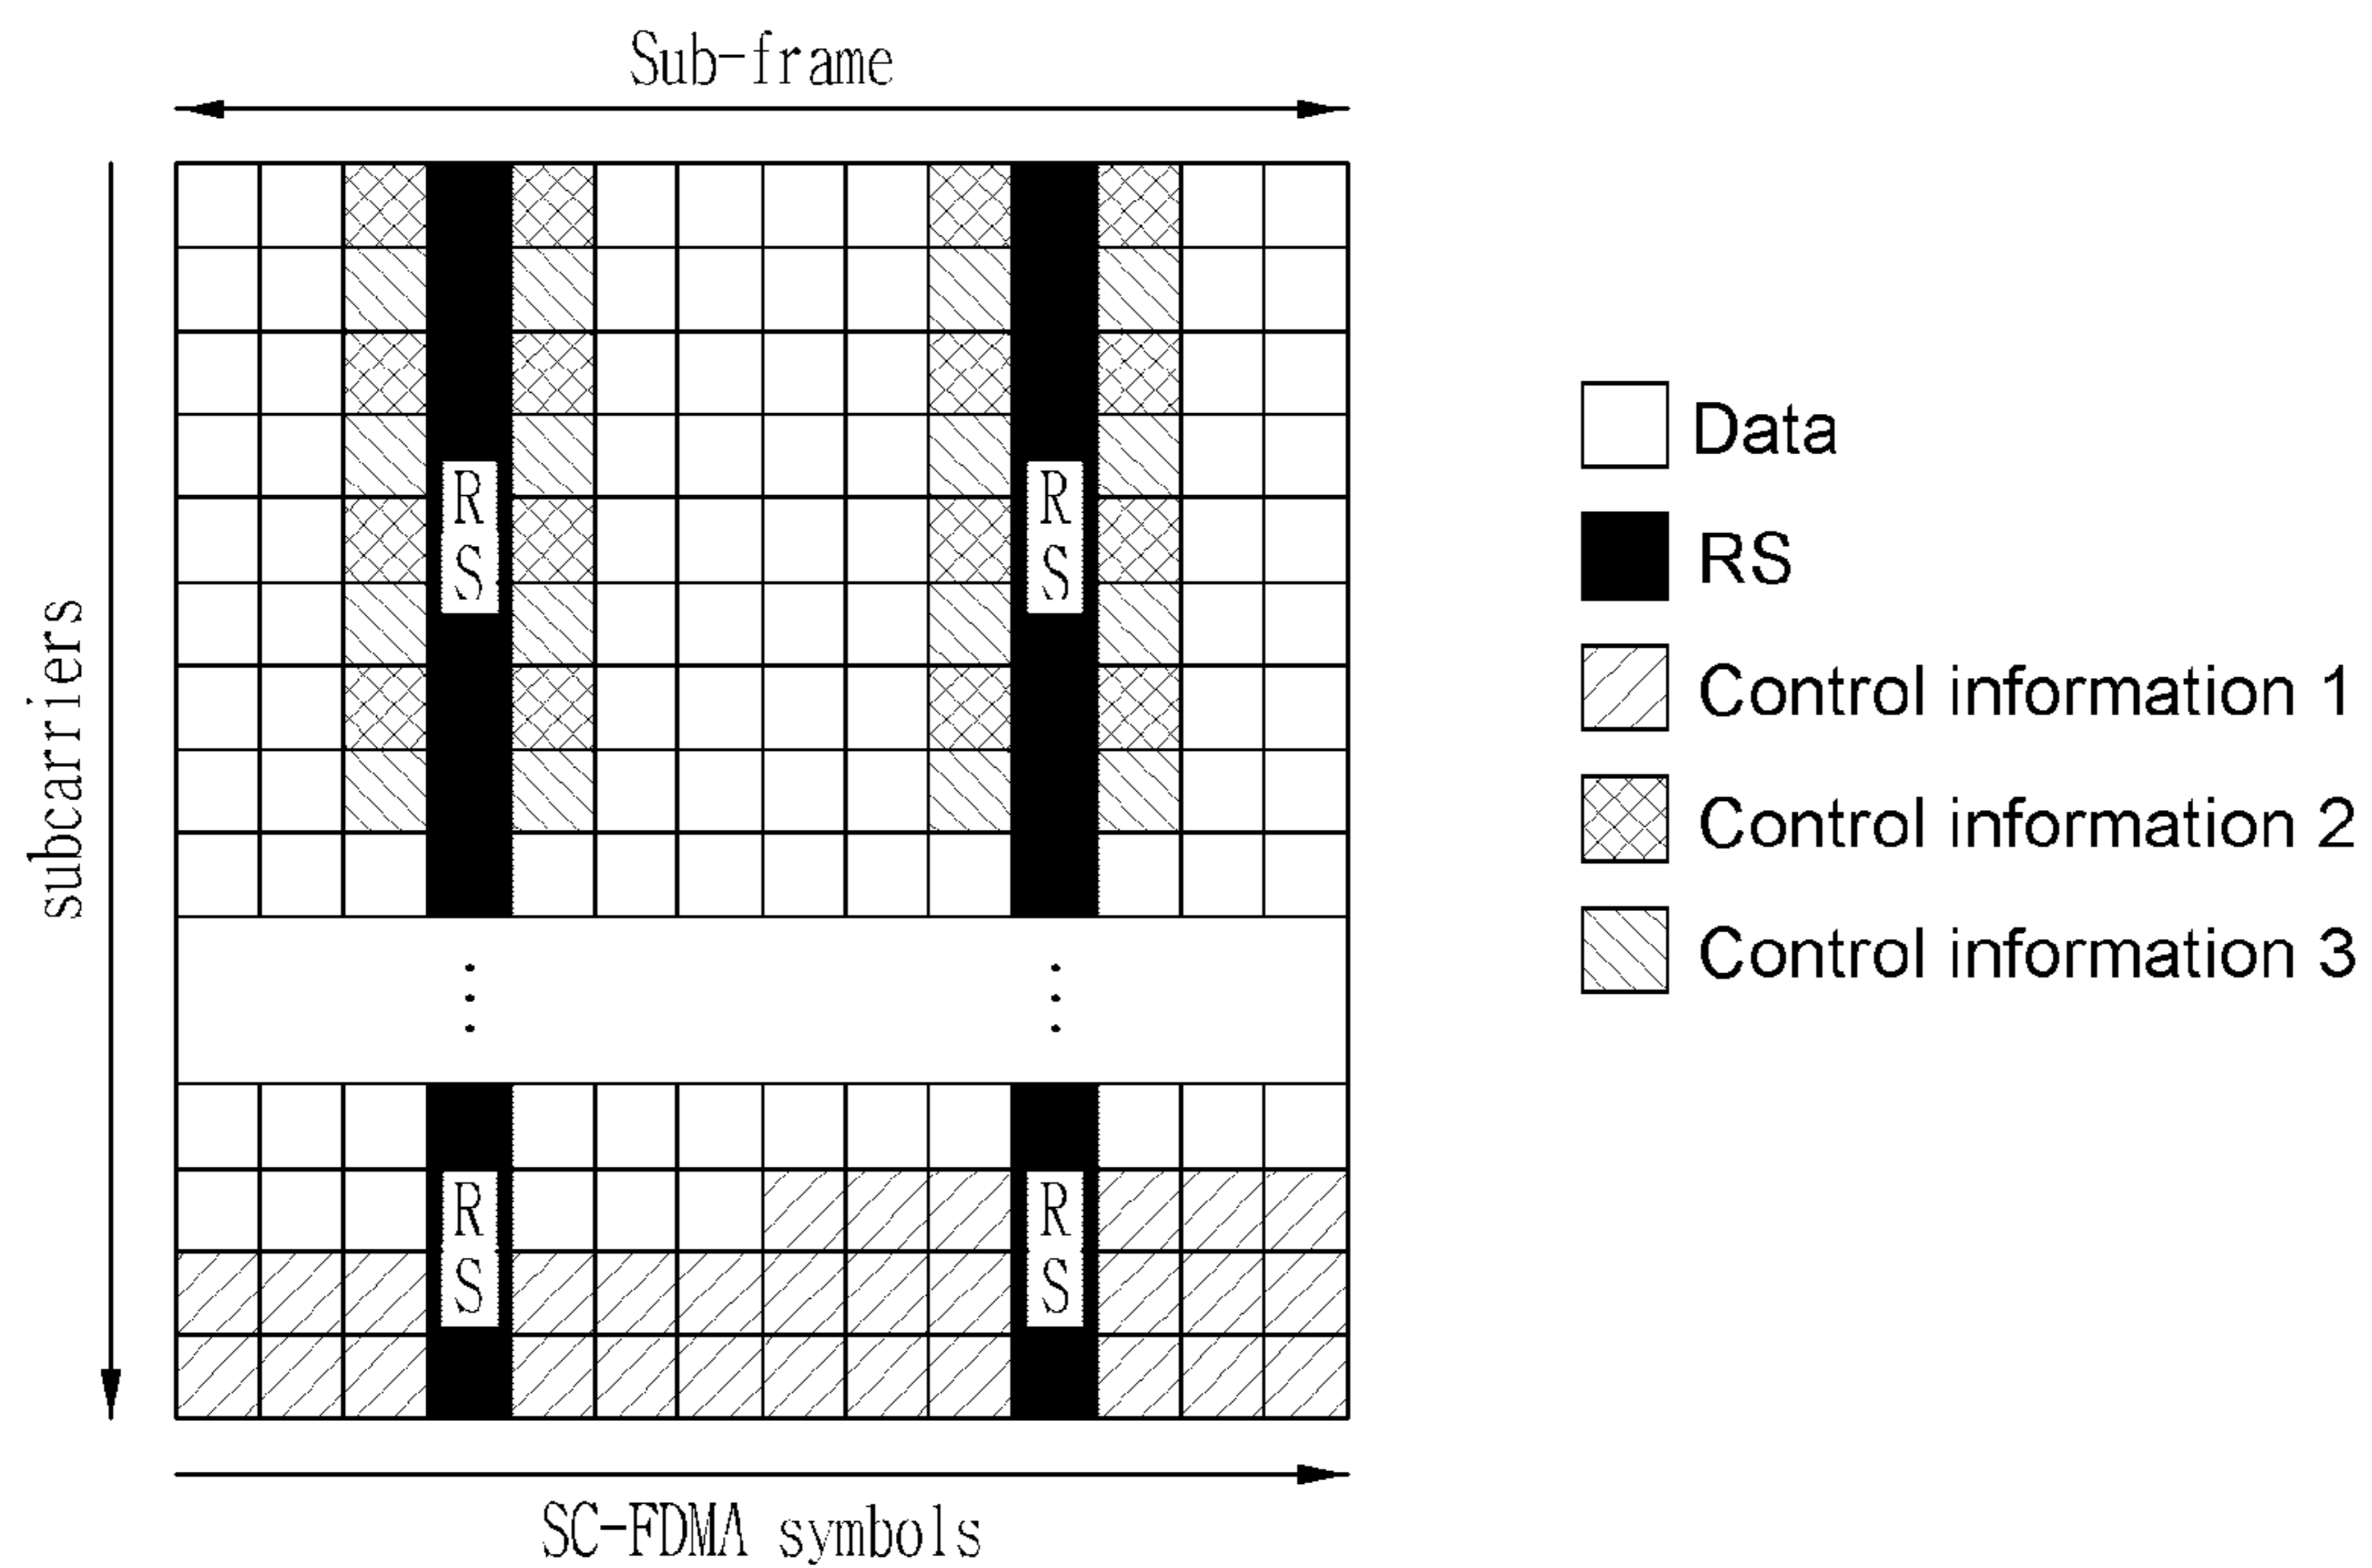 Sub-frame
subcarriers
RS
RS
RS
RS
SC-FDMA symbols
Data
RS
Control information 1
Control information 2
Control information 3